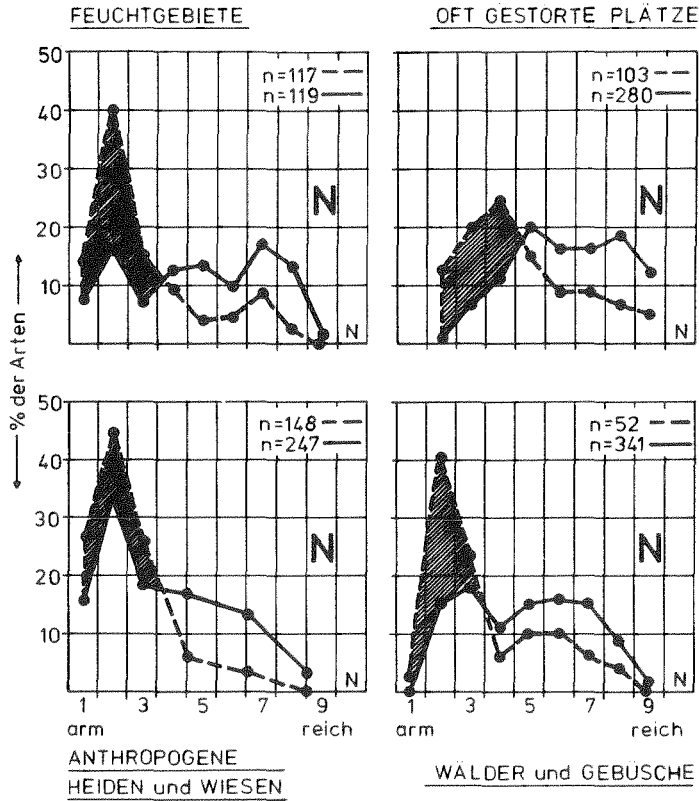 FEUCHTGEBIETE
OFT GESTÖRTE PLÄTZE
50
40
30
20
10
n=117
n=119
N
N
n=103
n=280
N
N
← % der Arten →
50
40
30
20
10
n=148
n=247
N
N
1 3 5 7 9
arm reich
n=52
n=341
N
N
1 3 5 7 9
arm reich
ANTHROPOGENE
HEIDEN und WIESEN
WÄLDER und GEBÜSCHE